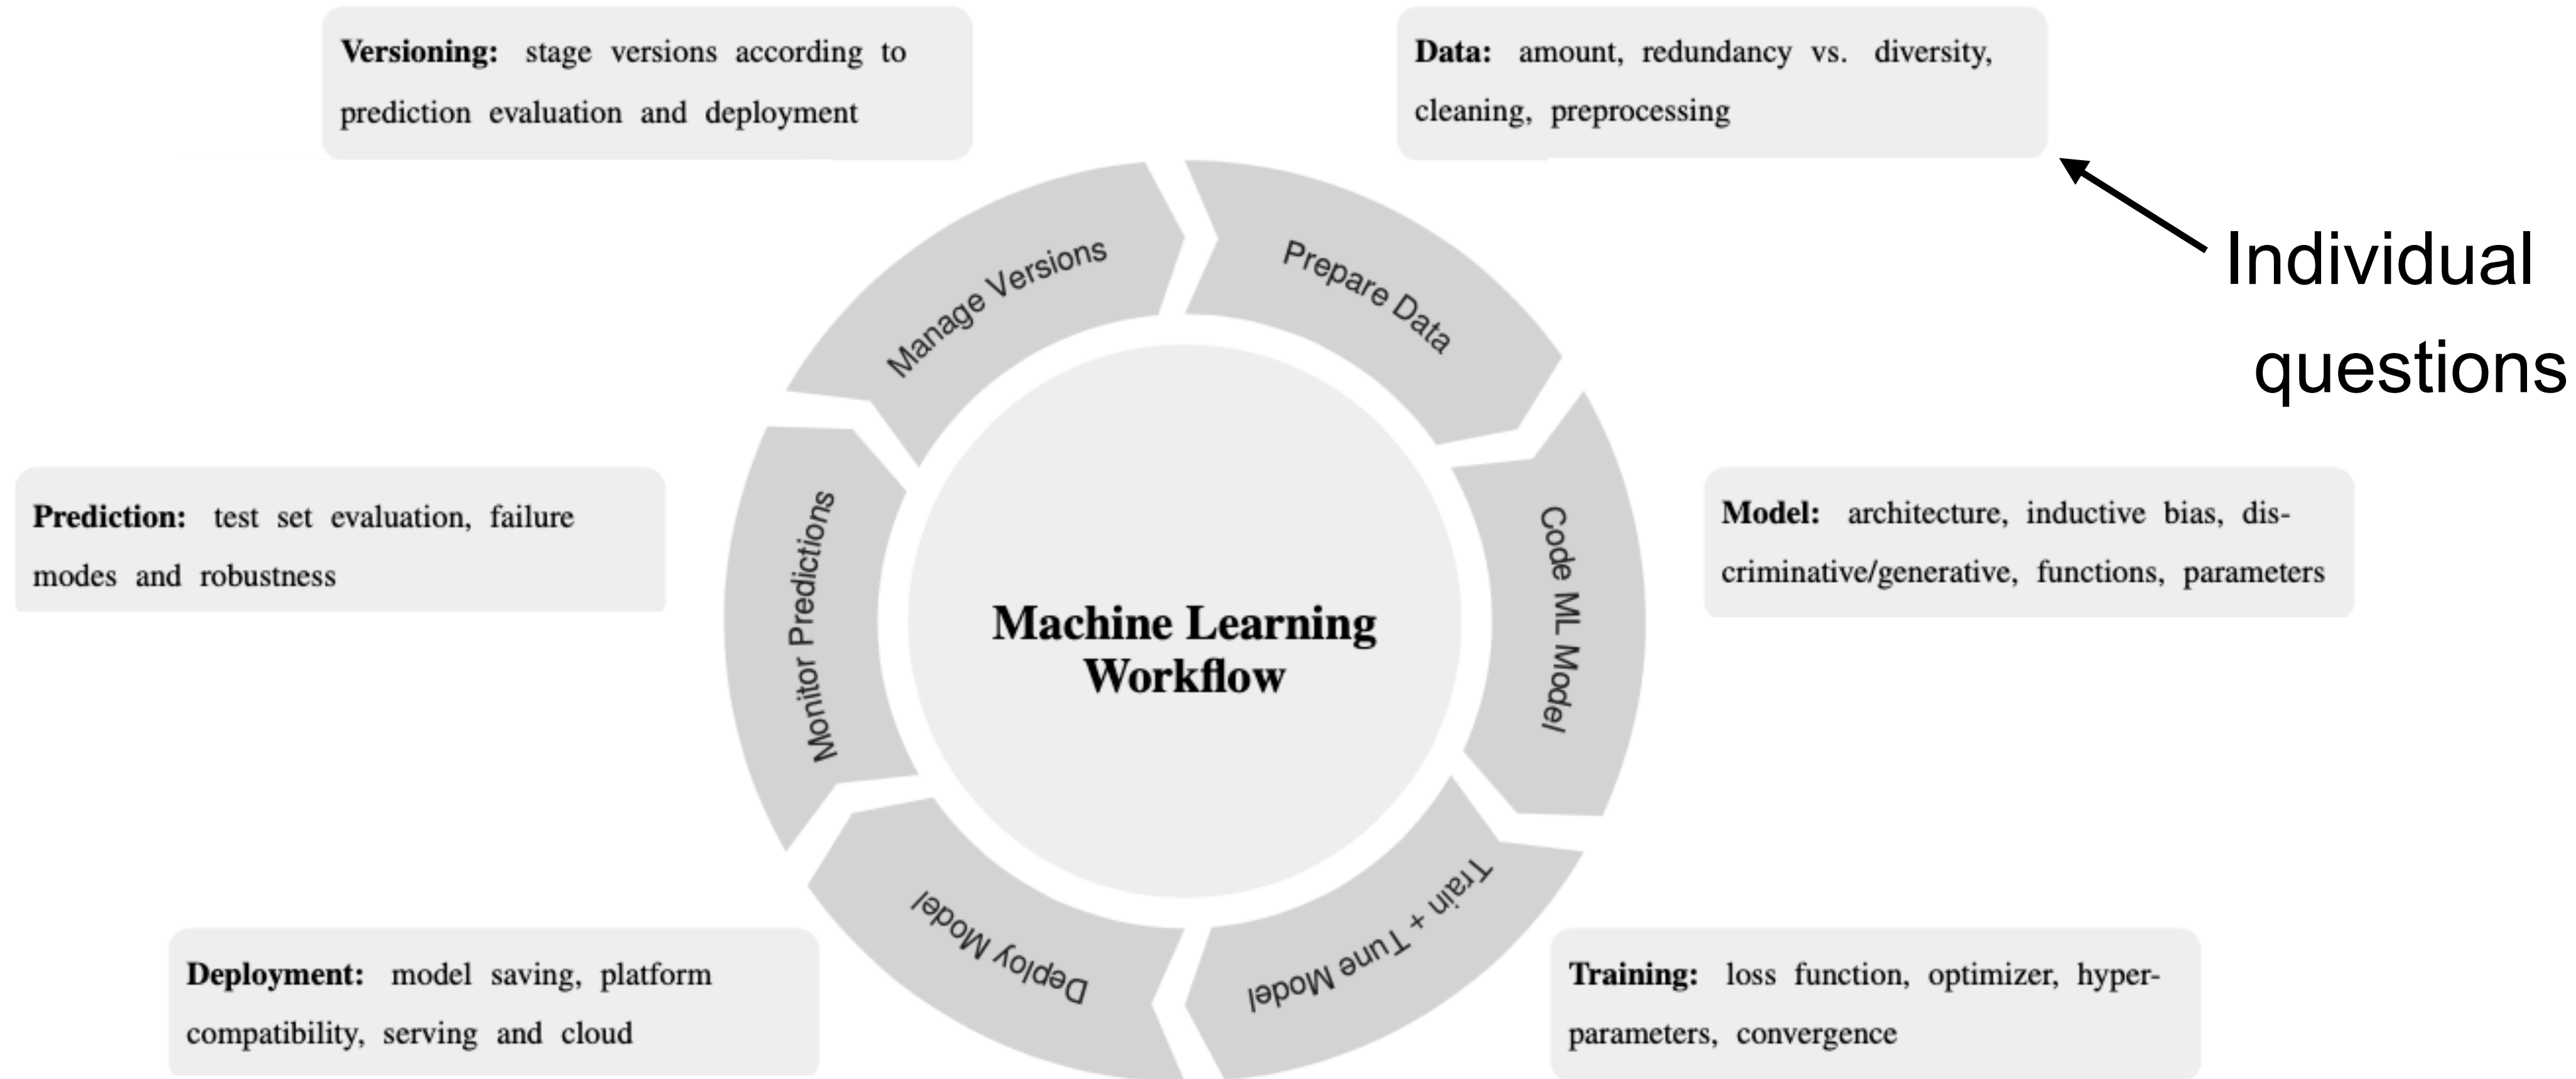 Versioning: stage versions according to
prediction evaluation and deployment
Data: amount, redundancy vs. diversity,
cleaning, preprocessing
Individual
questions
Manage Versions
Prepare Data
Prediction: test set evaluation, failure
modes and robustness
Monitor Predictions
Machine Learning
Workflow
Code ML Model
Model: architecture, inductive bias, dis-
criminative/generative, functions, parameters
Deploy Model
Train + Tune Model
Deployment: model saving, platform
compatibility, serving and cloud
Training: loss function, optimizer, hyper-
parameters, convergence